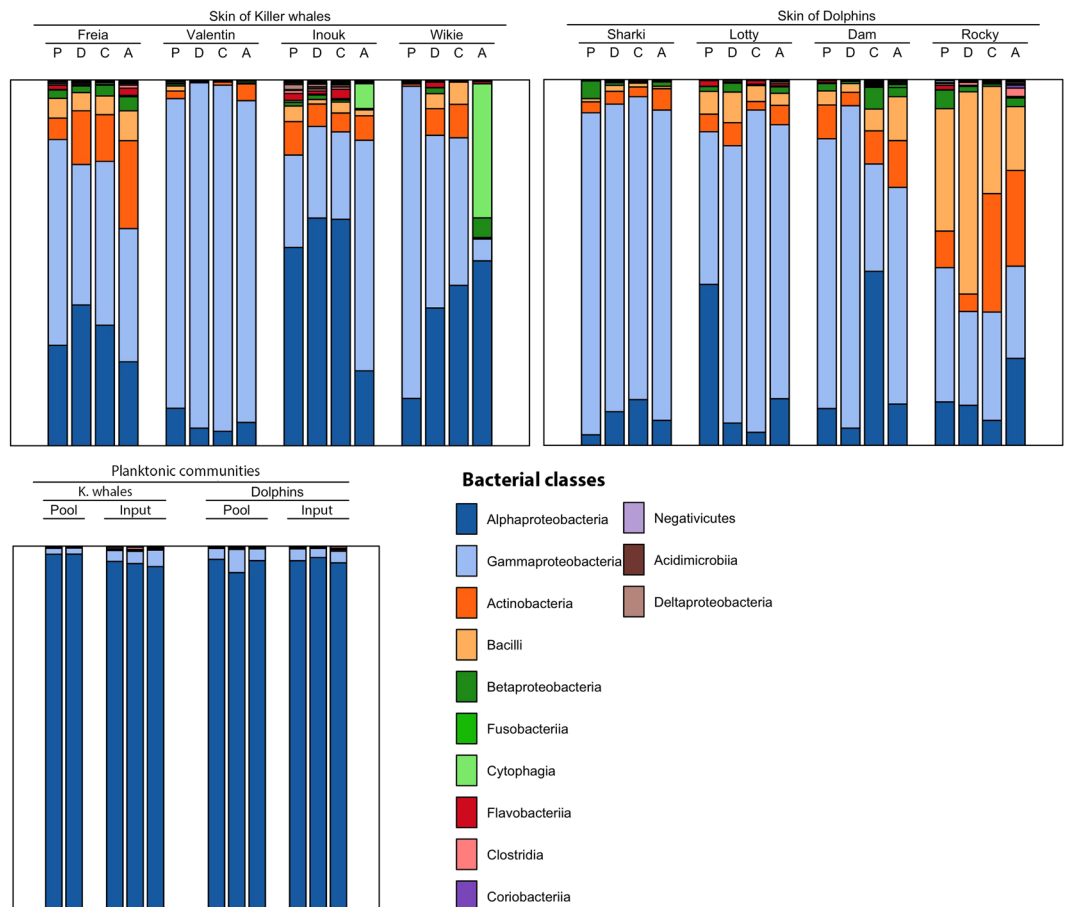 Skin of Killer whales
Freia Valentin Inouk Wikie
P D C A P D C A P D C A P D C A
Skin of Dolphins
Sharki Lotty Dam Rocky
P D C A P D C A P D C A P D C A
Planktonic communities
K. whales Dolphins
Pool Input Pool Input
Bacterial classes
Alphaproteobacteria
Gammaproteobacteria
Actinobacteria
Bacilli
Betaproteobacteria
Fusobacteriia
Cytophagia
Flavobacteriia
Clostridia
Coriobacteriia
Negativicutes
Acidimicrobiia
Deltaproteobacteria